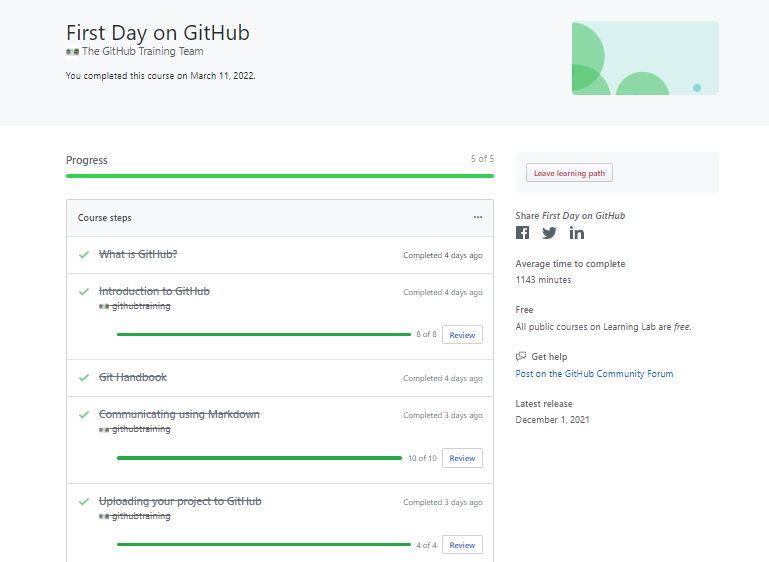 First Day on GitHub
The GitHub Training Team
You completed this course on March 11, 2022.
Progress
5 of 5
Course steps
What is GitHub?
Completed 4 days ago
Introduction to GitHub
Completed 4 days ago
githubtraining
8 of 8
Review
Git Handbook
Completed 4 days ago
Communicating using Markdown
Completed 3 days ago
githubtraining
10 of 10
Review
Uploading your project to GitHub
Completed 3 days ago
githubtraining
4 of 4
Review
Leave learning path
Share First Day on GitHub
Average time to complete
1143 minutes
Free
All public courses on Learning Lab are free.
Get help
Post on the GitHub Community Forum
Latest release
December 1, 2021